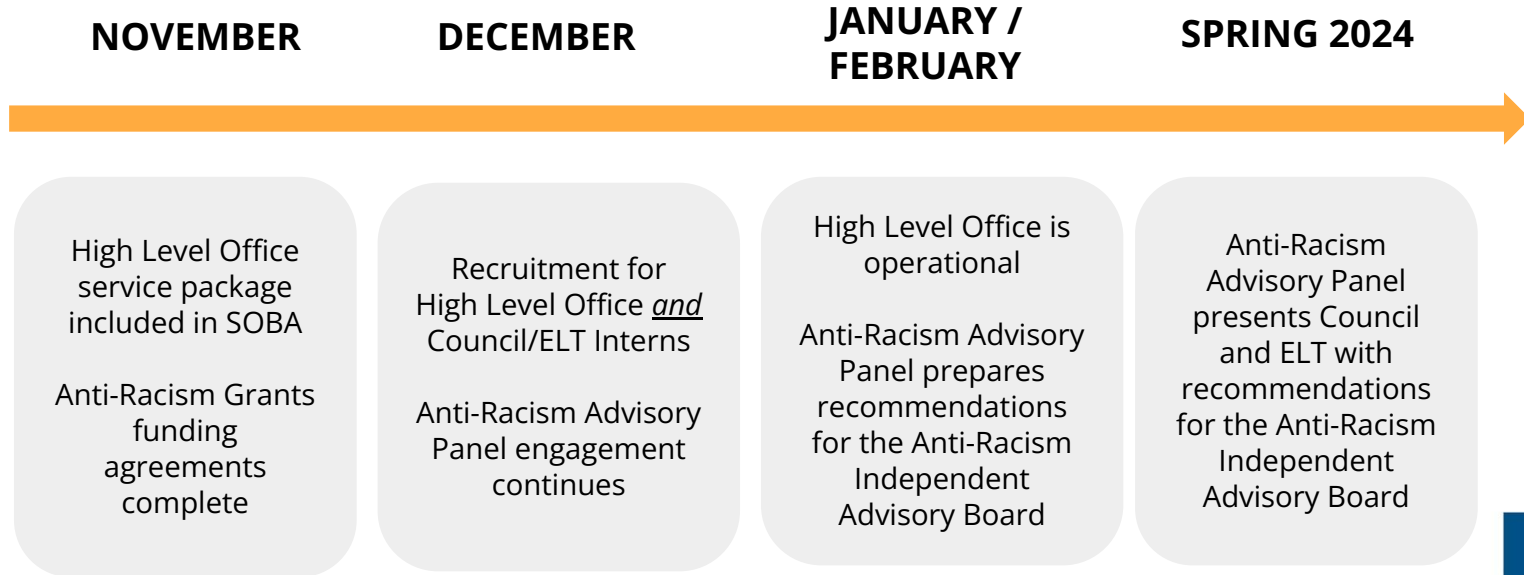 NOVEMBER
DECEMBER
JANUARY /
FEBRUARY
SPRING 2024
High Level Office
service package
included in SOBA
Anti-Racism Grants
funding
agreements
complete
Recruitment for
High Level Office and
Council/ELT Interns
Anti-Racism Advisory
Panel engagement
continues
High Level Office is
operational
Anti-Racism Advisory
Panel prepares
recommendations
for the Anti-Racism
Independent
Advisory Board
Anti-Racism
Advisory Panel
presents Council
and ELT with
recommendations
for the Anti-Racism
Independent
Advisory Board